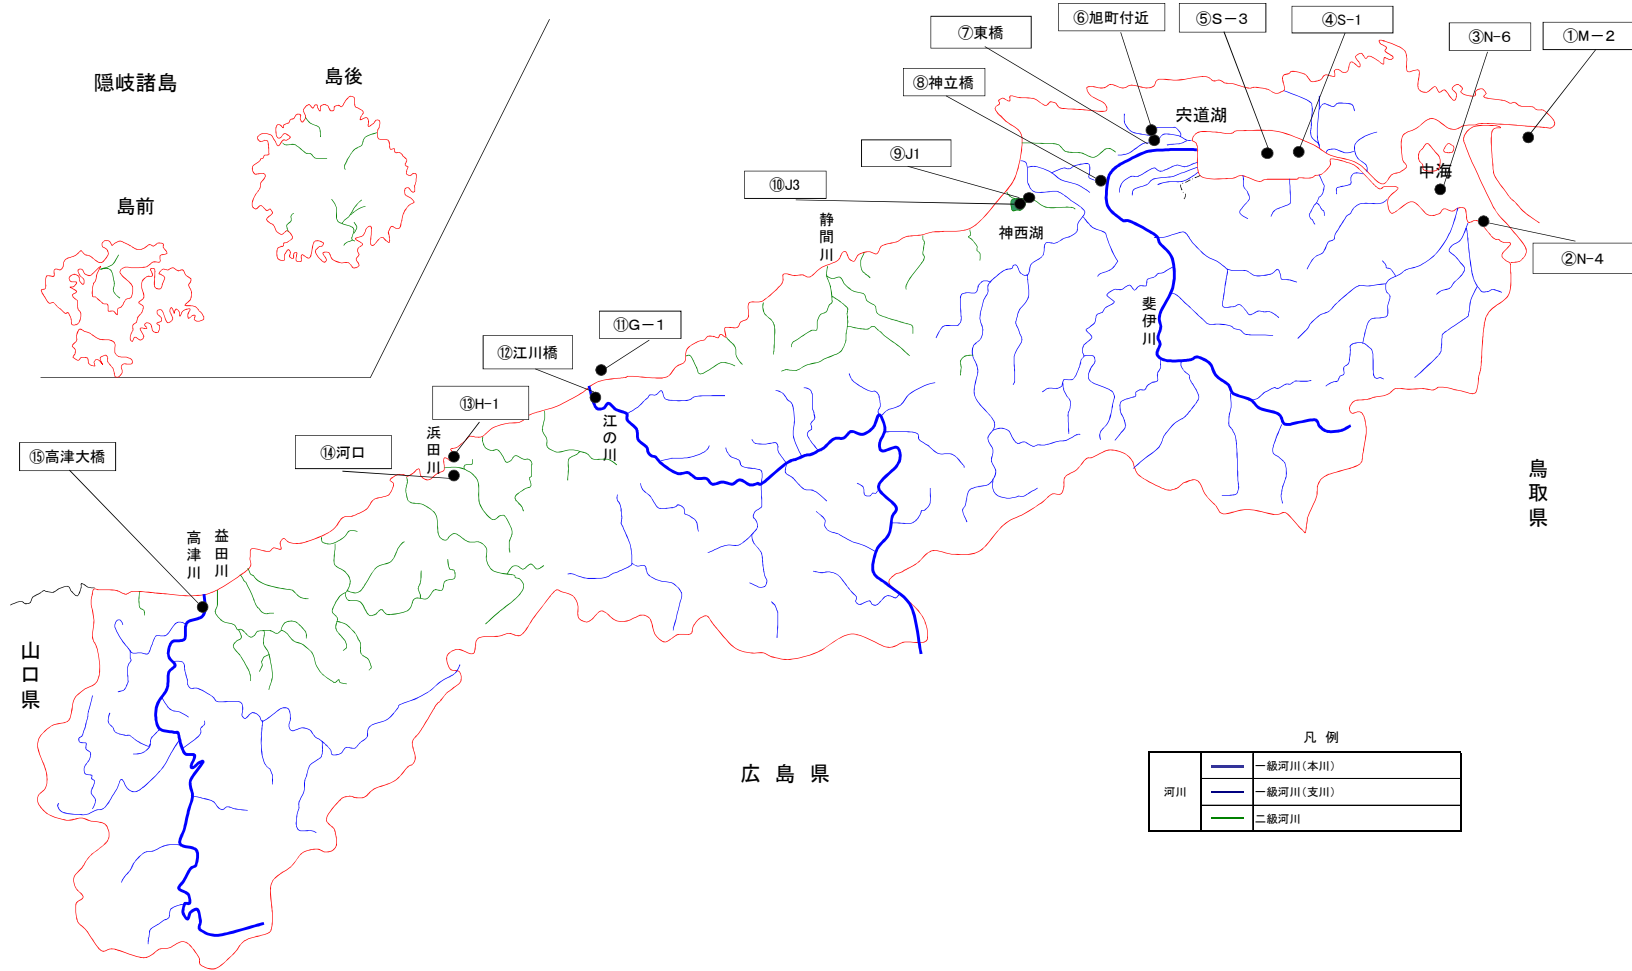 ⑥旭町付近
⑤S－3
④S-1
③N-6
①M－2
⑦東橋
⑧神立橋
⑨J1
⑩J3
隠岐諸島
島後
島前
宍道湖
中海
②N-4
神西湖
静間川
斐伊川
⑪G－1
⑫江川橋
⑬H-1
江の川
浜田川
⑭河口
⑮高津大橋
益田川
高津川
鳥取県
山口県
広島県
凡 例
河川
一級河川（本川）
一級河川（支川）
二級河川